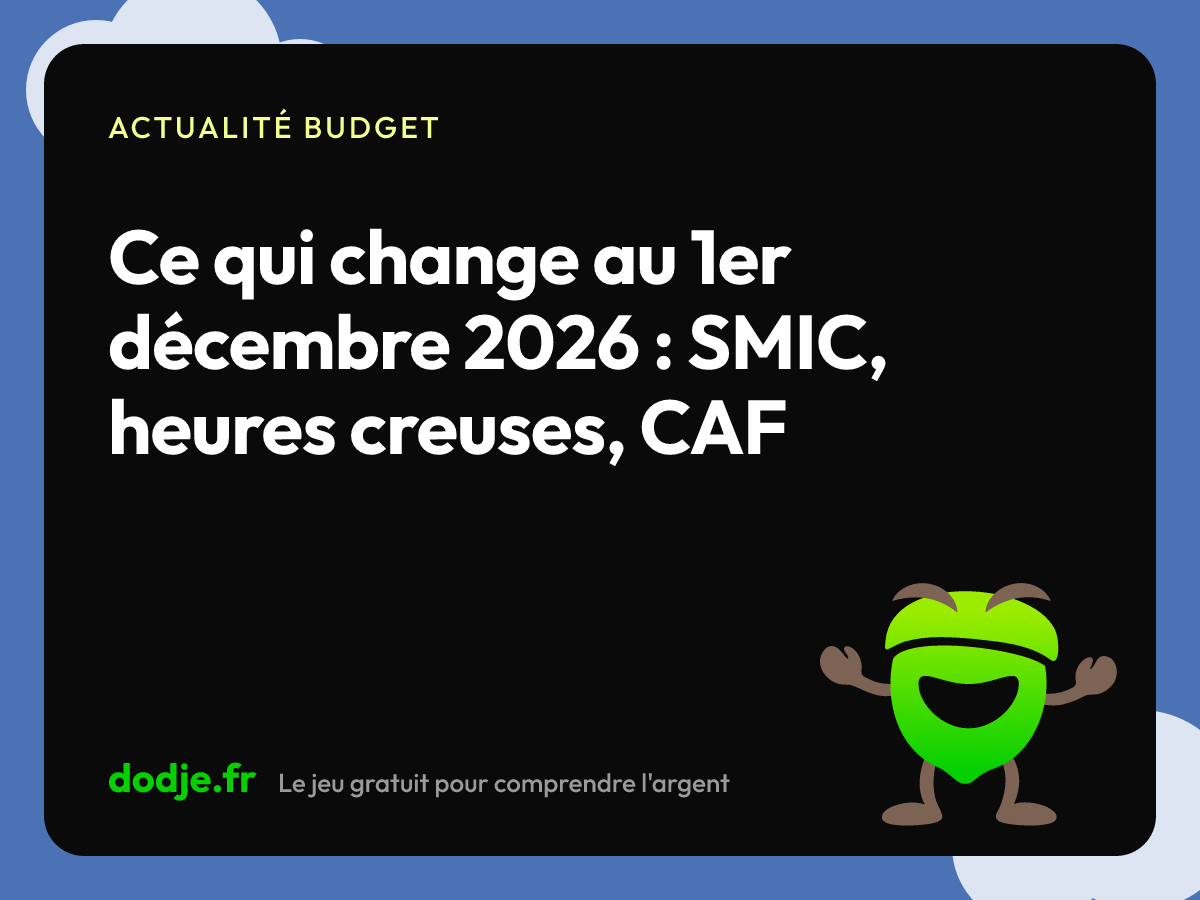 ACTUALITÉ BUDGET
Ce qui change au 1er
décembre 2026 : SMIC,
heures creuses, CAF
dodje.fr Le jeu gratuit pour comprendre l'argent